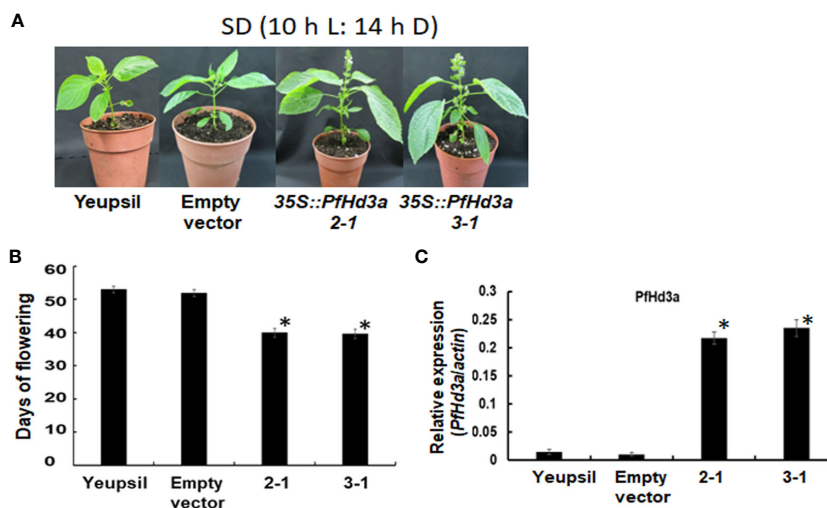 A
SD (10 h L: 14 h D)
Yeupsil
Empty
vector
35S::PfHd3a
2-1
35S::PfHd3a
3-1
B
Days of flowering
60
50
40
30
20
10
0
*
*
Yeupsil
Empty
vector
2-1
3-1
C
PfHd3a
Relative expression
(PfHd3a/actin)
0.3
0.25
0.2
0.15
0.1
0.05
0
*
*
Yeupsil
Empty
vector
2-1
3-1